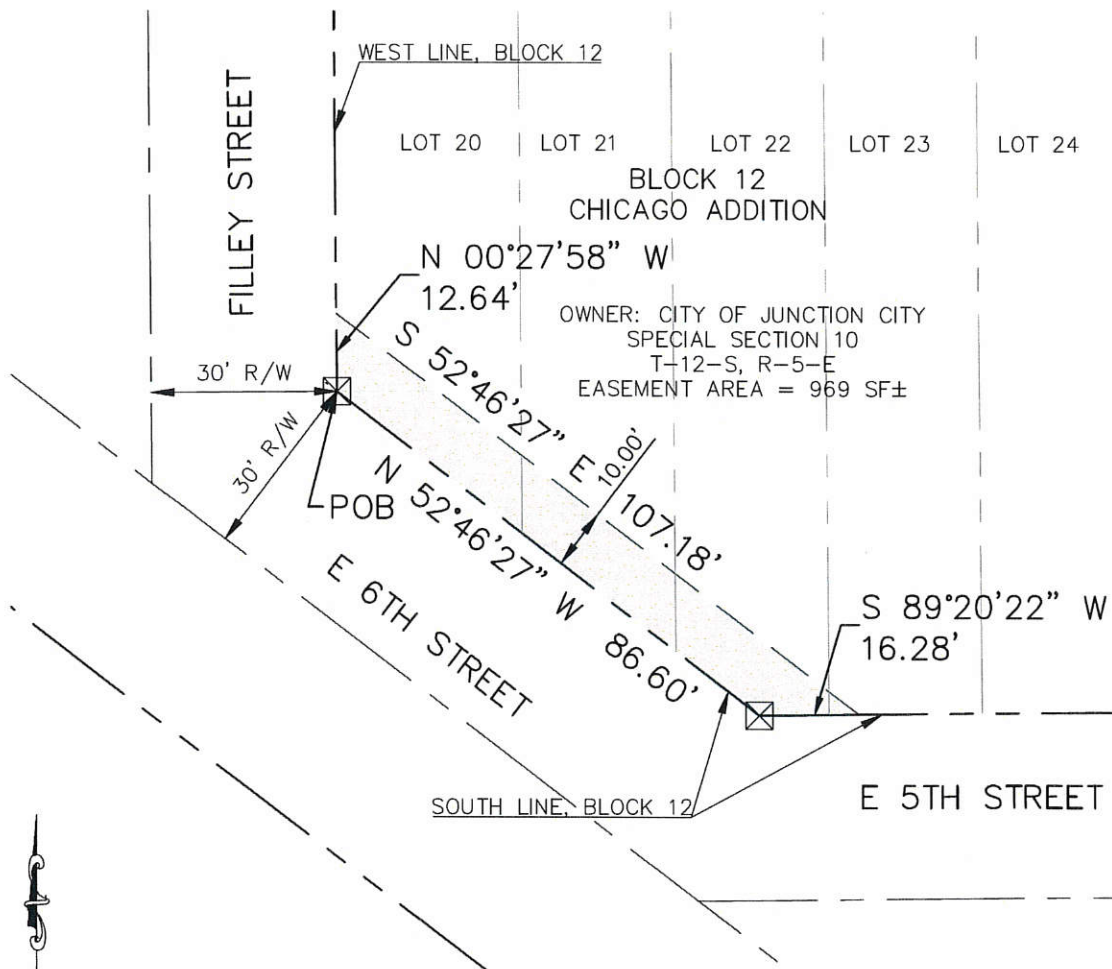 WEST LINE, BLOCK 12
FILLEY STREET
LOT 20
LOT 21
LOT 22
LOT 23
LOT 24
BLOCK 12
CHICAGO ADDITION
N 00°27'58" W
12.64'
OWNER: CITY OF JUNCTION CITY
SPECIAL SECTION 10
T-12-S, R-5-E
EASEMENT AREA = 969 SF±
30' R/W
30' R/W
POB
S 52°46'27" E 107.18'
10.00'
N 52°46'27" W 86.60'
E 6TH STREET
S 89°20'22" W
16.28'
SOUTH LINE, BLOCK 12
E 5TH STREET